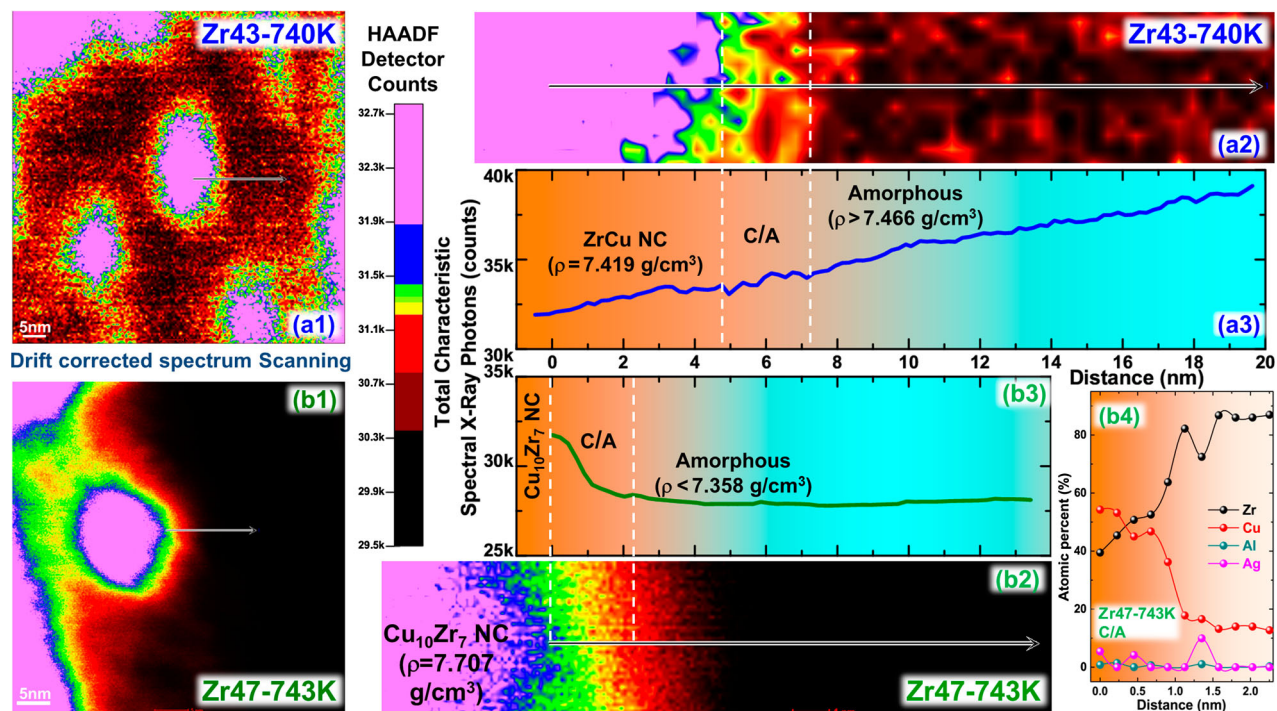 Zr43-740K
5nm
(a1)
HAADF
Detector
Counts
32.7k
32.3k
31.9k
31.5k
31.1k
30.7k
30.3k
29.9k
29.5k
Zr43-740K
(a2)
Total Characteristic
Spectral X-Ray Photons (counts)
40k
35k
30k
ZrCu NC
(ρ=7.419 g/cm³)
C/A
Amorphous
(ρ>7.466 g/cm³)
(a3)
0 2 4 6 8 10 12 14 16 18 20
Distance (nm)
Drift corrected spectrum Scanning
(b1)
5nm
Zr47-743K
30k
25k
Cu₁₀Zr₇ NC
C/A
Amorphous
(ρ<7.358 g/cm³)
(b3)
(b2)
Cu₁₀Zr₇ NC
(ρ=7.707
g/cm³)
Zr47-743K
(b4)
Atomic percent (%)
80
60
40
20
0
Zr
Cu
Al
Ag
Zr47-743K
C/A
0.0 0.5 1.0 1.5 2.0
Distance (nm)